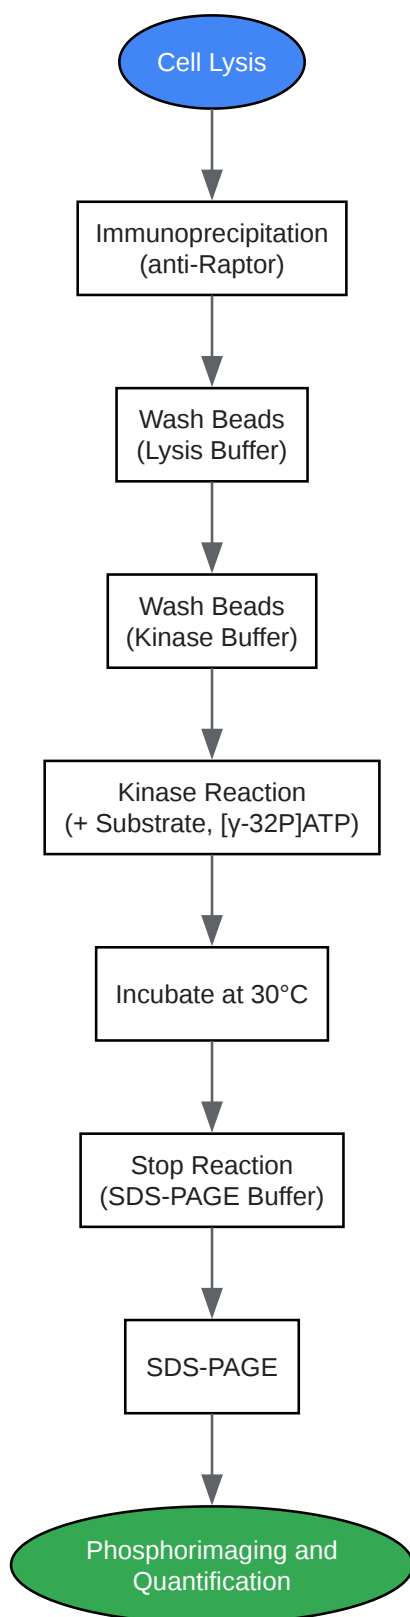 Cell Lysis
Immunoprecipitation
(anti-Raptor)
Wash Beads
(Lysis Buffer)
Wash Beads
(Kinase Buffer)
Kinase Reaction
(+ Substrate, [γ-32P]ATP)
Incubate at 30°C
Stop Reaction
(SDS-PAGE Buffer)
SDS-PAGE
Phosphorimaging and
Quantification